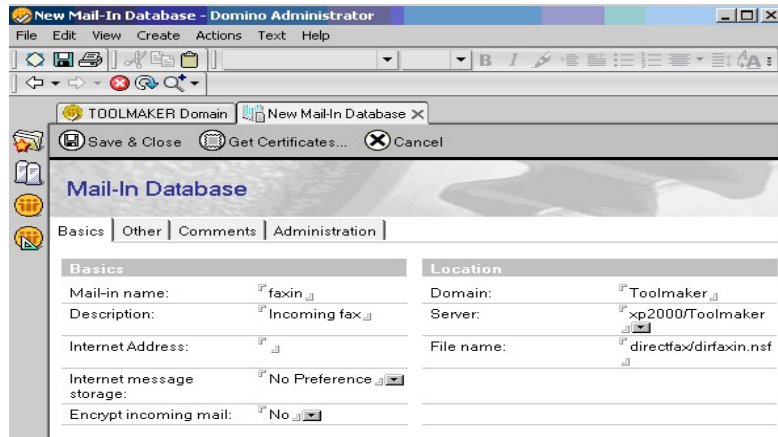 New Mail-In Database - Domino Administrator
File Edit View Create Actions Text Help
B I
TOOLMAKER Domain New Mail-In Database
Save & Close Get Certificates... Cancel
Mail-In Database
Basics Other Comments Administration
Basics Location
Mail-in name: faxin Domain: Toolmaker
Description: Incoming fax Server: xp2000/Toolmaker
Internet Address: File name: directfax/dirfaxin.nsf
Internet message storage: No Preference
Encrypt incoming mail: No